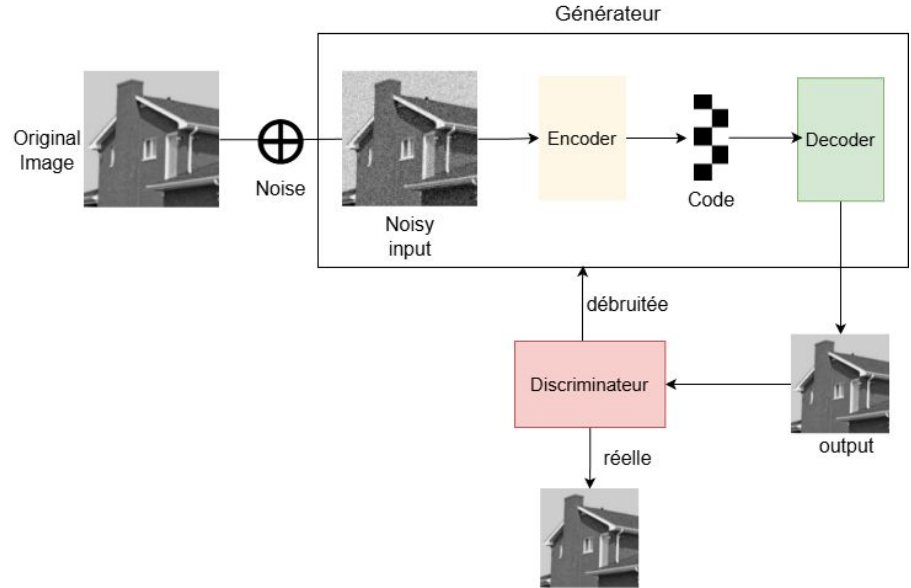 Générateur
Original
Image
Noise
Noisy
input
Encoder
Code
Decoder
débruitée
Discriminateur
output
réelle